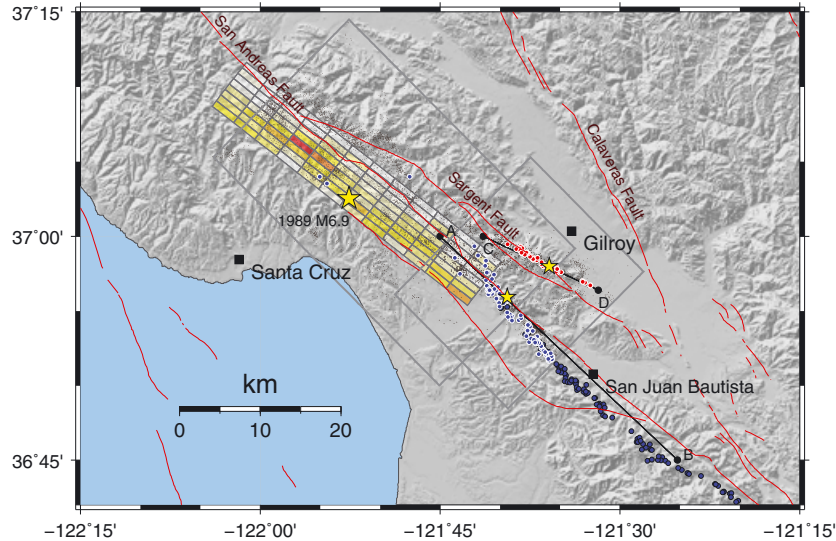 37°15'
San Andreas Fault
Calaveras Fault
Sargent Fault
1989 M6.9
A
C
37°00'
Gilroy
Santa Cruz
D
km
San Juan Bautista
0 10 20
B
36°45'
−122°15' −122°00' −121°45' −121°30' −121°15'